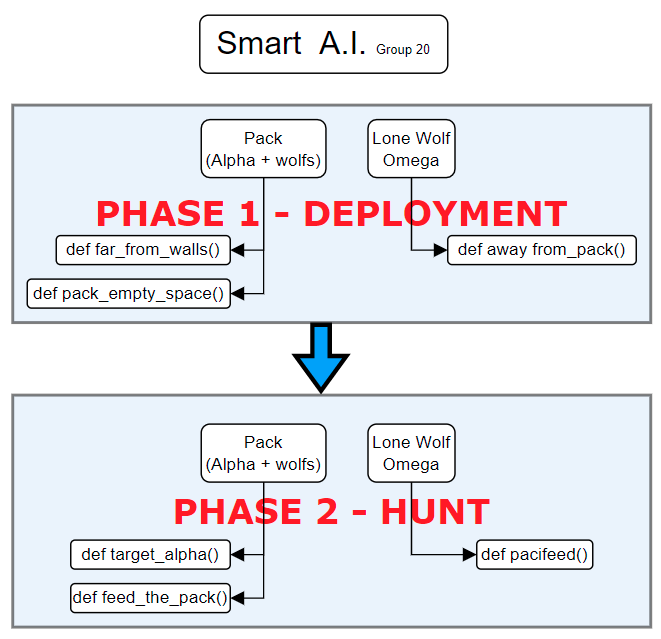 Smart A.I. Group 20
Pack
(Alpha + wolfs)
Lone Wolf
Omega
PHASE 1 - DEPLOYMENT
def far_from_walls()
def away from_pack()
def pack_empty_space()
Pack
(Alpha + wolfs)
Lone Wolf
Omega
PHASE 2 - HUNT
def target_alpha()
def pacifeed()
def feed_the_pack()